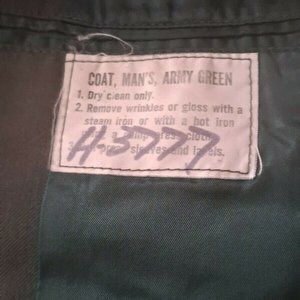 COAT, MAN'S, ARMY GREEN
1. Dry clean only.
2. Remove wrinkles or gloss with a
steam iron or with a hot iron
press cloth
sleeves and lapels.